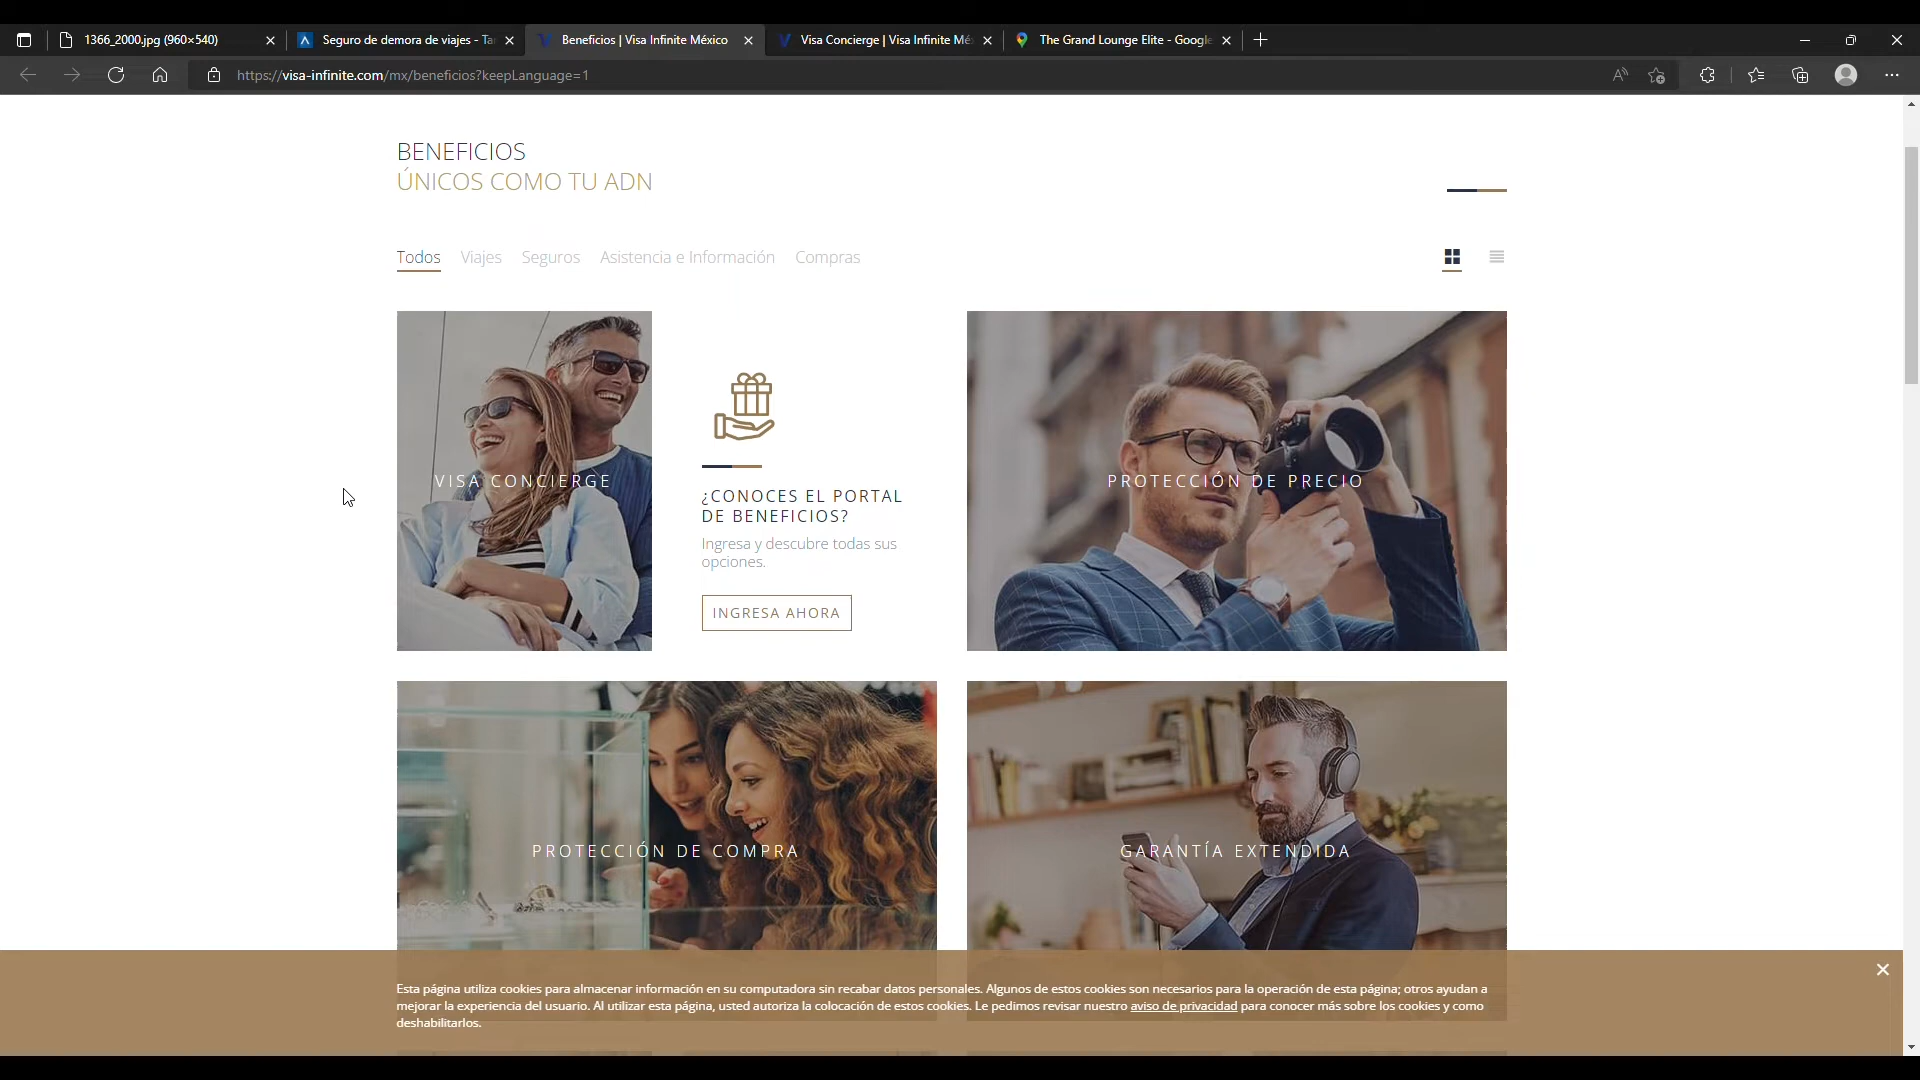 1366_2000.jpg (960×540)
Seguro de demora de viajes - Ta
Beneficios | Visa Infinite México
Visa Concierge | Visa Infinite Mé
The Grand Lounge Elite - Google
https://visa-infinite.com/mx/beneficios?keepLanguage=1
BENEFICIOS
ÚNICOS COMO TU ADN
Todos Viajes Seguros Asistencia e Información Compras
VISA CONCIERGE
¿CONOCES EL PORTAL
DE BENEFICIOS?
Ingresa y descubre todas sus
opciones.
INGRESA AHORA
PROTECCIÓN DE PRECIO
PROTECCIÓN DE COMPRA
GARANTÍA EXTENDIDA
Esta página utiliza cookies para almacenar información en su computadora sin recabar datos personales. Algunos de estos cookies son necesarios para la operación de esta página; otros ayudan a
mejorar la experiencia del usuario. Al utilizar esta página, usted autoriza la colocación de estos cookies. Le pedimos revisar nuestro aviso de privacidad para conocer más sobre los cookies y como
deshabilitarlos.